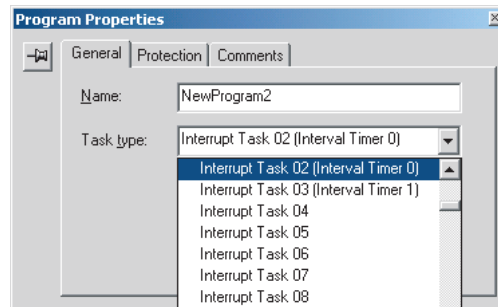 Program Properties
General Protection Comments
Name: NewProgram2
Task type: Interrupt Task 02 (Interval Timer 0)
Interrupt Task 02 (Interval Timer 0)
Interrupt Task 03 (Interval Timer 1)
Interrupt Task 04
Interrupt Task 05
Interrupt Task 06
Interrupt Task 07
Interrupt Task 08